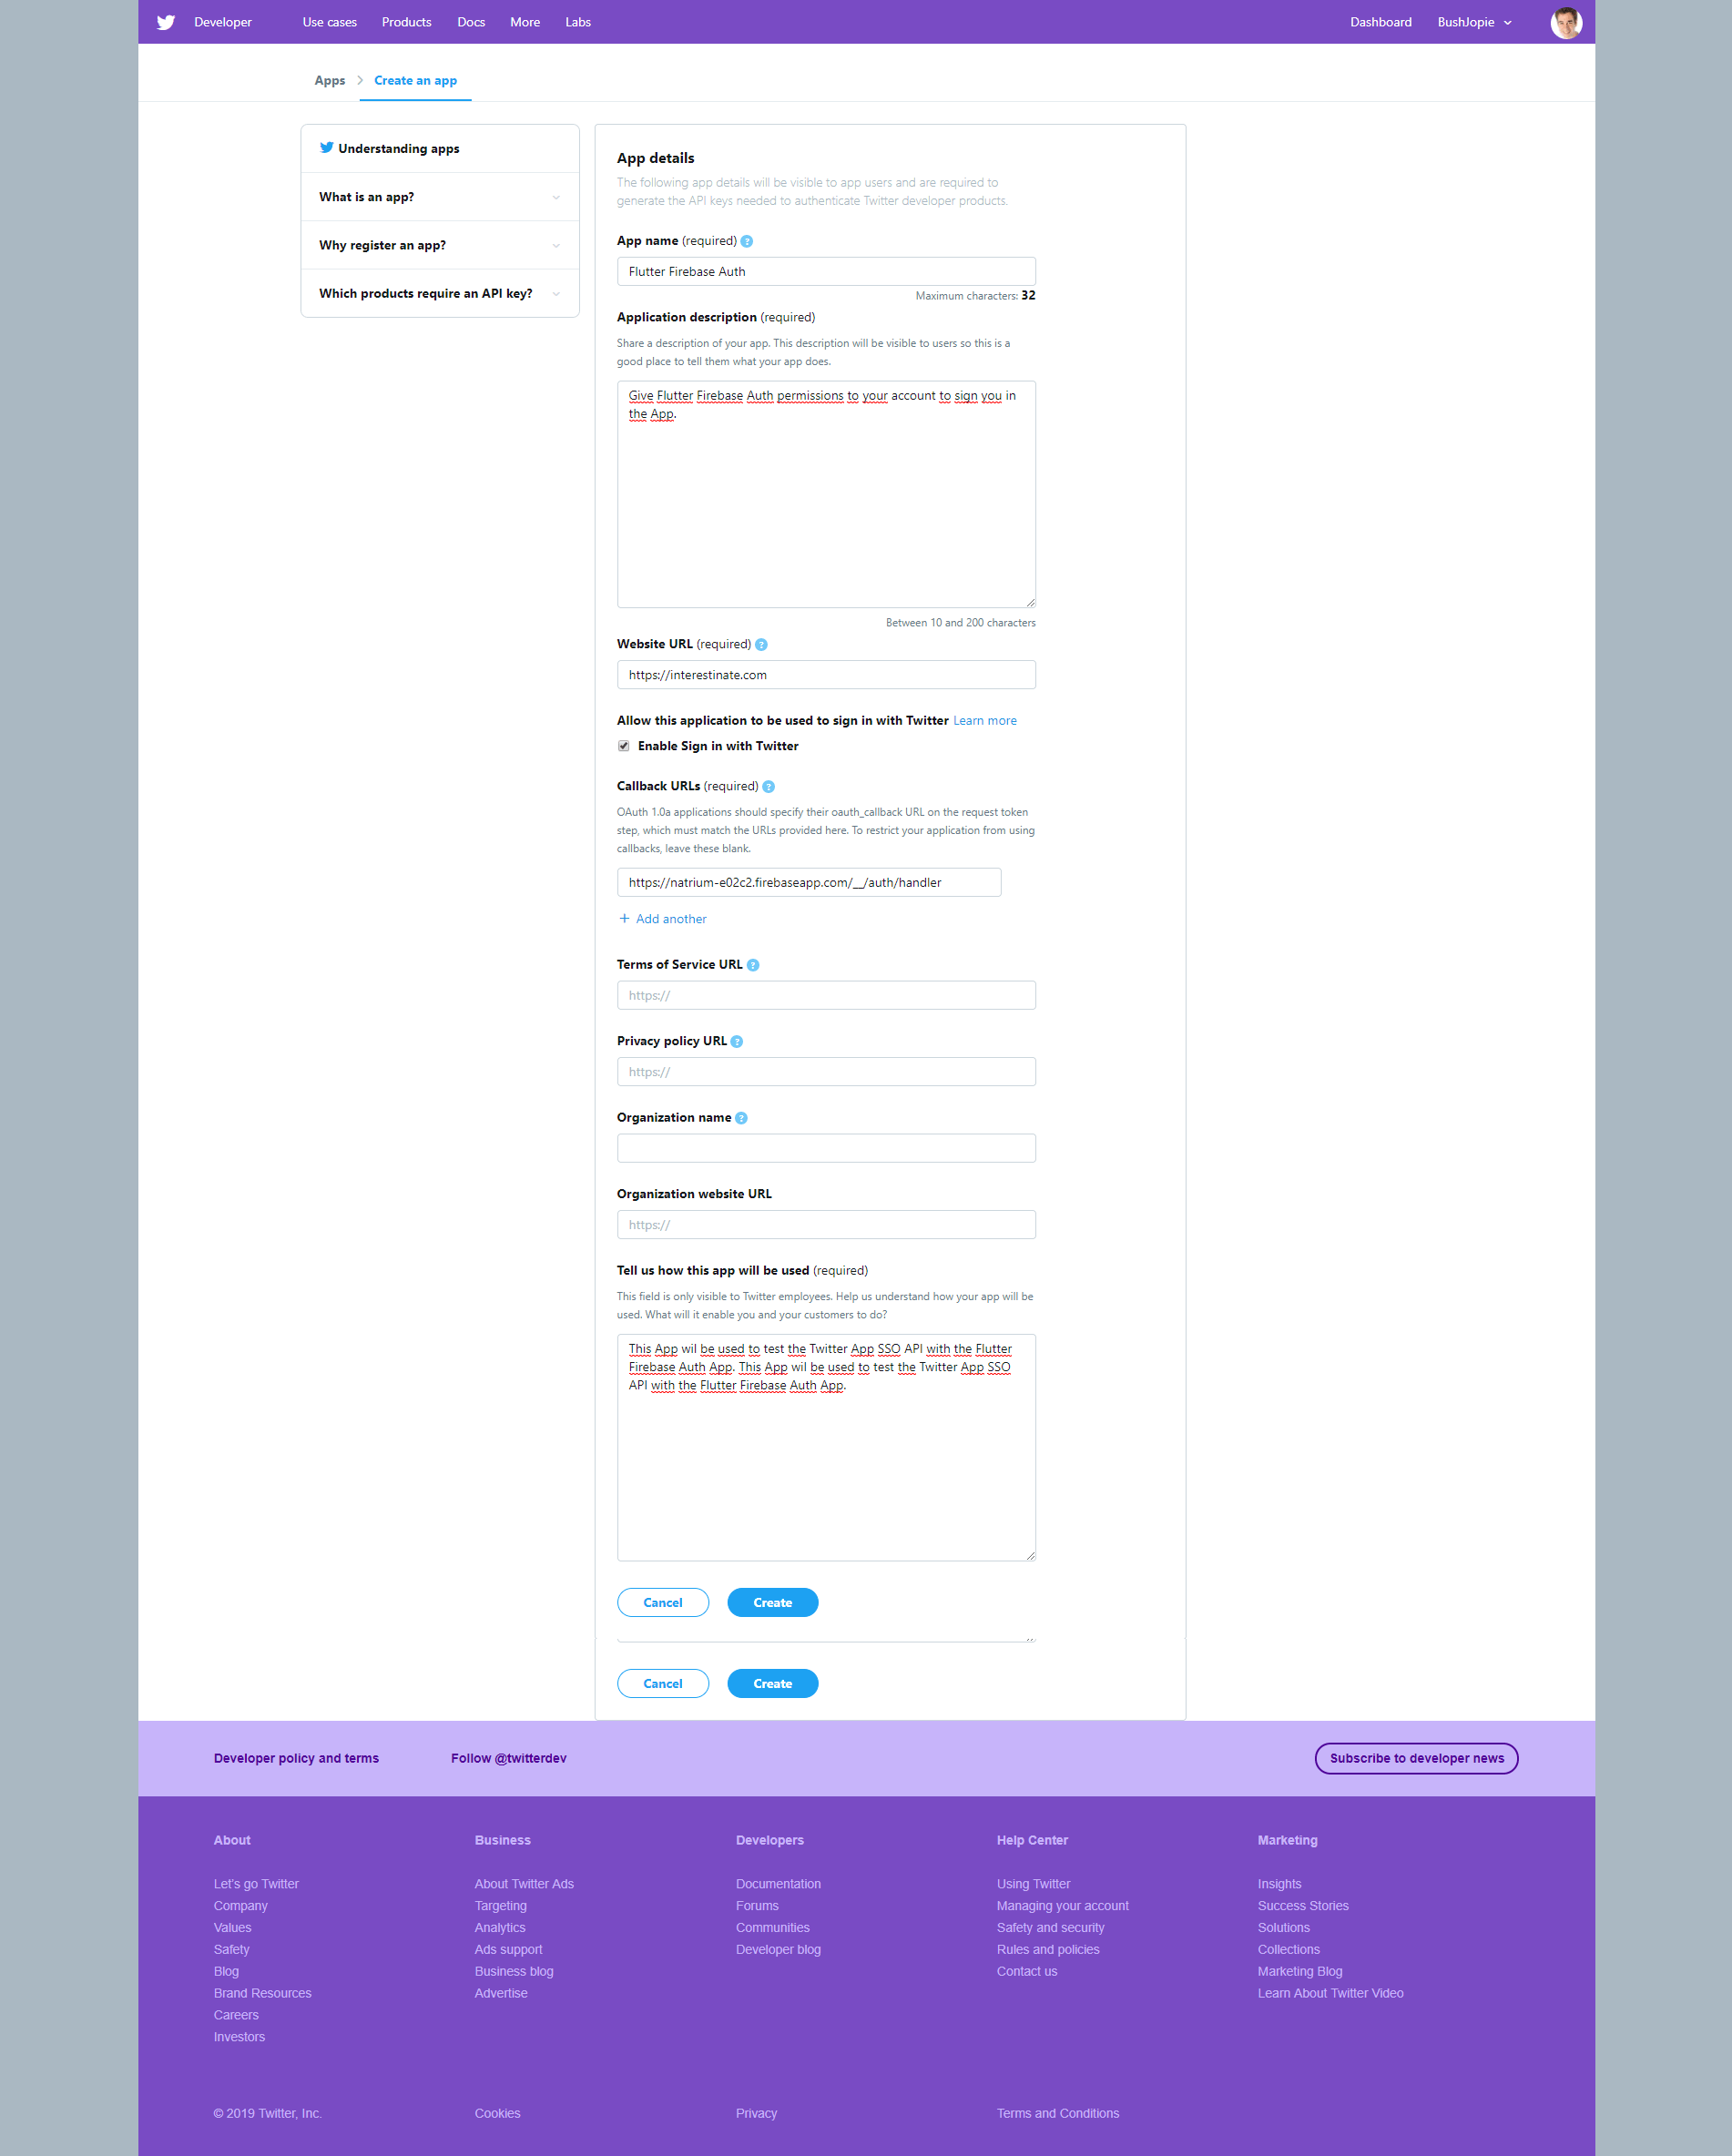 Developer Use cases Products Docs More Labs Dashboard BushJopie
Apps Create an app
Understanding apps
What is an app?
Why register an app?
Which products require an API key?
App details
The following app details will be visible to app users and are required to
generate the API keys needed to authenticate Twitter developer products.
App name (required) ?
Flutter Firebase Auth
Maximum characters: 32
Application description (required)
Share a description of your app. This description will be visible to users so this is a
good place to tell them what your app does.
Give Flutter Firebase Auth permissions to your account to sign you in
the App.
Between 10 and 200 characters
Website URL (required) ?
https://interestinate.com
Allow this application to be used to sign in with Twitter Learn more
Enable Sign in with Twitter
Callback URLs (required) ?
OAuth 1.0a applications should specify their oauth_callback URL on the request token
step, which must match the URLs provided here. To restrict your application from using
callbacks, leave these blank.
https://natrium-e02c2.firebaseapp.com/__/auth/handler
+ Add another
Terms of Service URL ?
https://
Privacy policy URL ?
https://
Organization name ?
Organization website URL
https://
Tell us how this app will be used (required)
This field is only visible to Twitter employees. Help us understand how your app will be
used. What will it enable you and your customers to do?
This App wil be used to test the Twitter App SSO API with the Flutter
Firebase Auth App. This App wil be used to test the Twitter App SSO
API with the Flutter Firebase Auth App.
Cancel Create
Cancel Create
Developer policy and terms Follow @twitterdev Subscribe to developer news
About
Let's go Twitter
Company
Values
Safety
Blog
Brand Resources
Careers
Investors
Business
About Twitter Ads
Targeting
Analytics
Ads support
Business blog
Advertise
Developers
Documentation
Forums
Communities
Developer blog
Help Center
Using Twitter
Managing your account
Safety and security
Rules and policies
Contact us
Marketing
Insights
Success Stories
Solutions
Collections
Marketing Blog
Learn About Twitter Video
© 2019 Twitter, Inc. Cookies Privacy Terms and Conditions